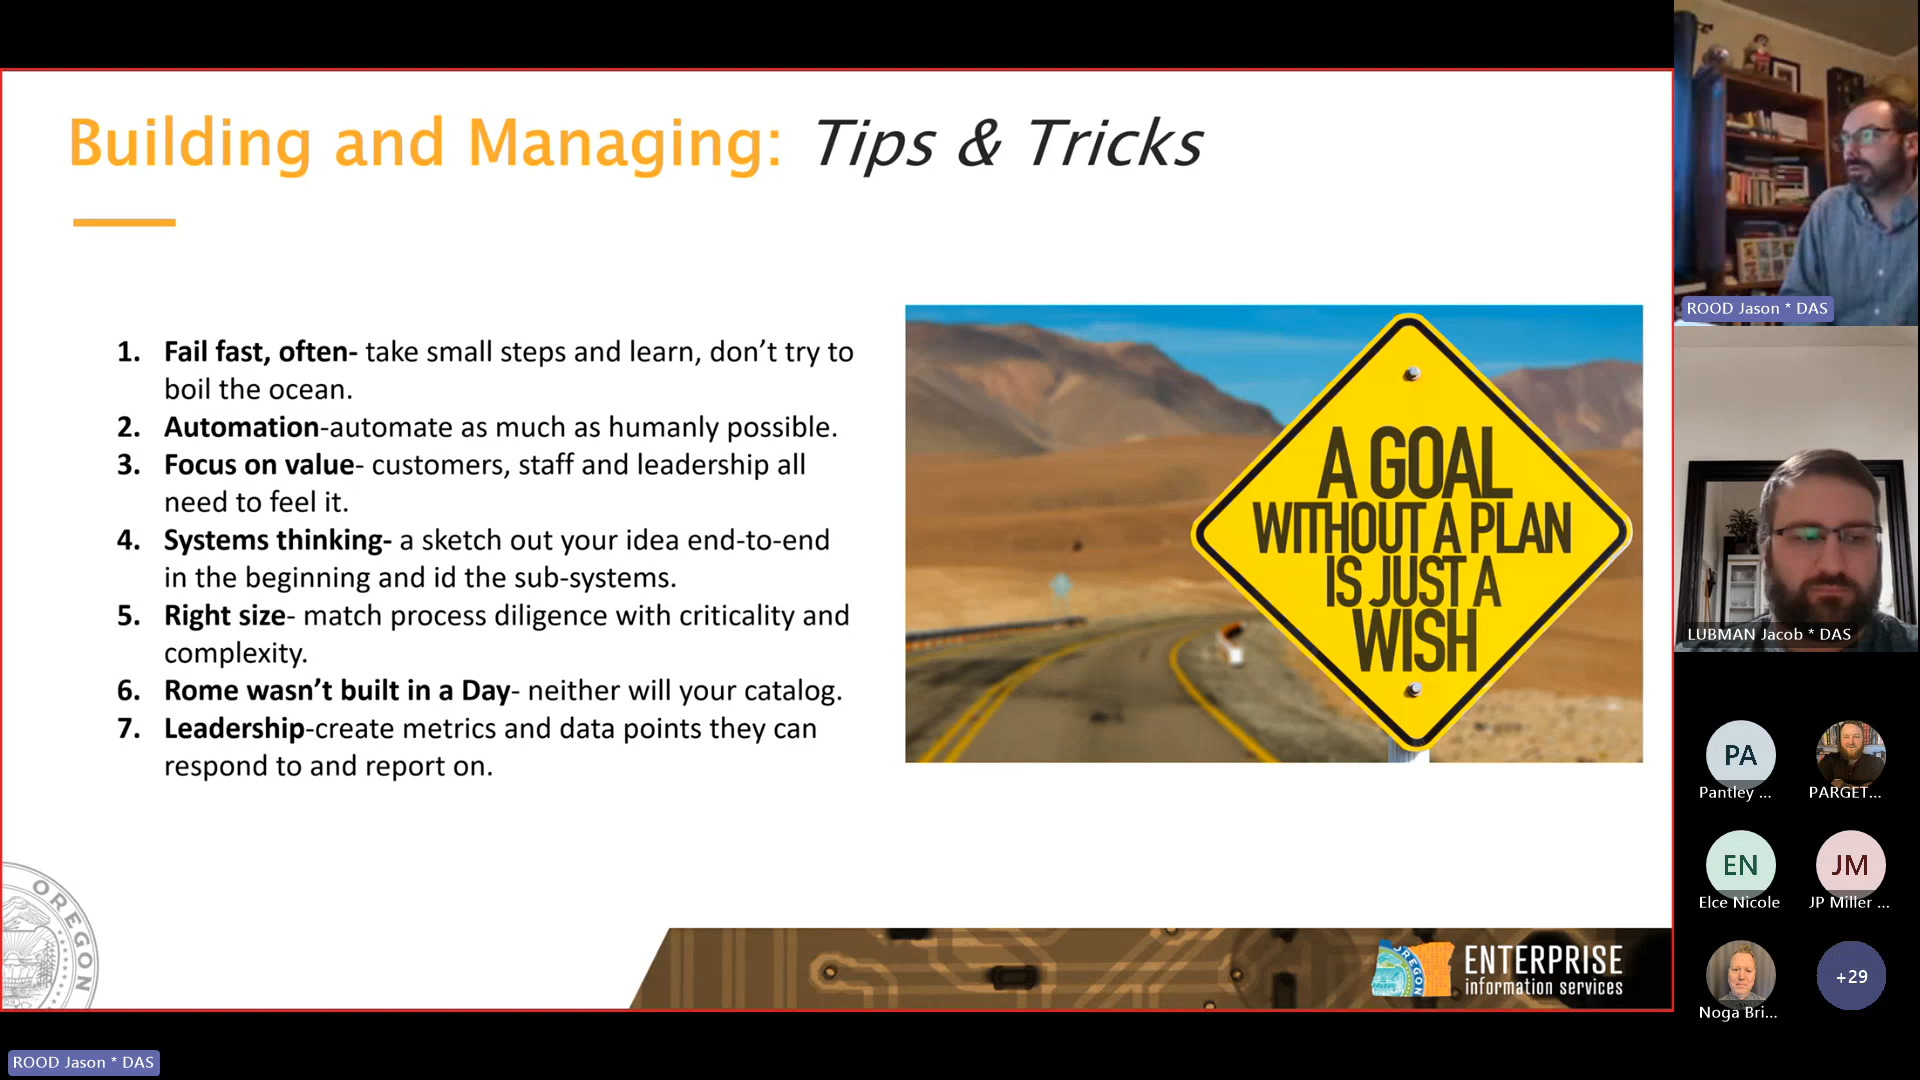 Building and Managing: Tips & Tricks
1. Fail fast, often- take small steps and learn, don’t try to
boil the ocean.
2. Automation-automate as much as humanly possible.
3. Focus on value- customers, staff and leadership all
need to feel it.
4. Systems thinking- a sketch out your idea end-to-end
in the beginning and id the sub-systems.
5. Right size- match process diligence with criticality and
complexity.
6. Rome wasn’t built in a Day- neither will your catalog.
7. Leadership-create metrics and data points they can
respond to and report on.
A GOAL
WITHOUT A PLAN
IS JUST A
WISH
OREGON
OREGON
ENTERPRISE
information services
ROOD Jason * DAS
ROOD Jason * DAS
LUBMAN Jacob * DAS
PA
Pantley ...
PARGET...
EN
Elce Nicole
JM
JP Miller ...
Noga Bri...
+29